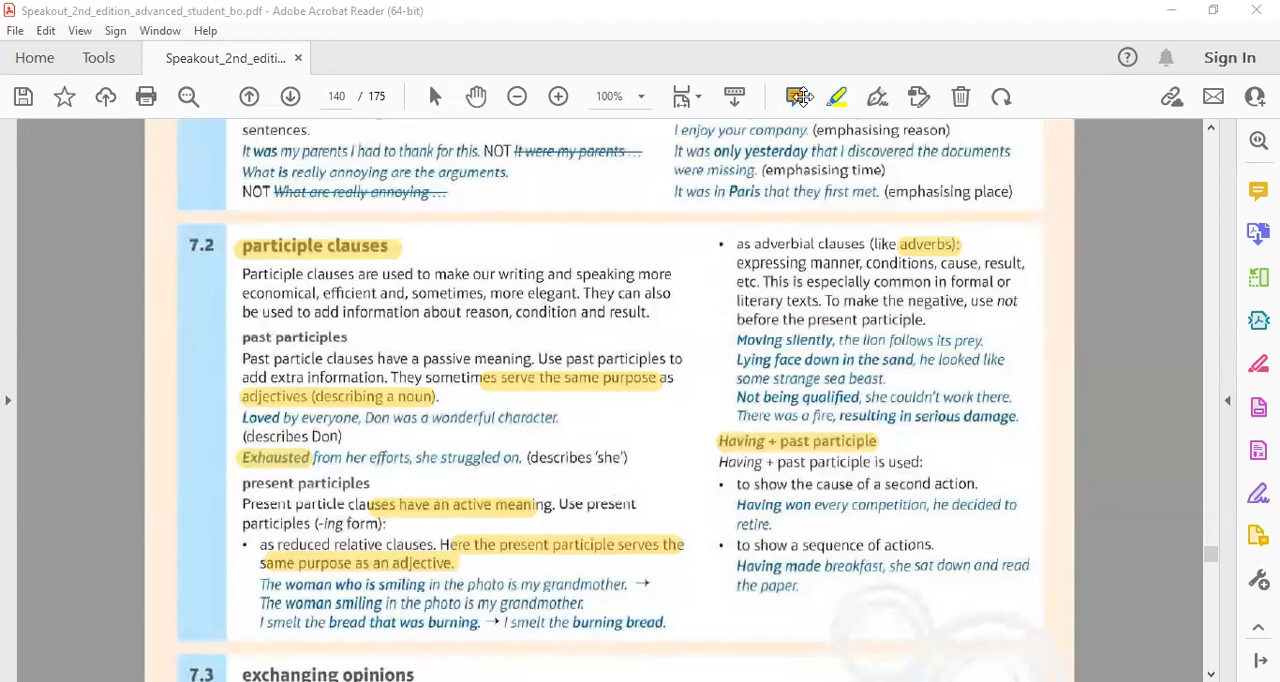 Speakout_2nd_edition_advanced_student_bo.pdf - Adobe Acrobat Reader (64-bit)
File Edit View Sign Window Help
Home Tools Speakout_2nd_editi... × Sign In
140 / 175 100%
sentences.
It was my parents I had to thank for this. NOT It were my parents ...
What is really annoying are the arguments.
NOT What are really annoying ...
I enjoy your company. (emphasising reason)
It was only yesterday that I discovered the documents
were missing. (emphasising time)
It was in Paris that they first met. (emphasising place)
7.2 participle clauses
Participle clauses are used to make our writing and speaking more
economical, efficient and, sometimes, more elegant. They can also
be used to add information about reason, condition and result.
past participles
Past particle clauses have a passive meaning. Use past participles to
add extra information. They sometimes serve the same purpose as
adjectives (describing a noun).
Loved by everyone, Don was a wonderful character.
(describes Don)
Exhausted from her efforts, she struggled on. (describes 'she')
present participles
Present particle clauses have an active meaning. Use present
participles (-ing form):
• as reduced relative clauses. Here the present participle serves the
same purpose as an adjective.
The woman who is smiling in the photo is my grandmother. →
The woman smiling in the photo is my grandmother.
I smelt the bread that was burning. → I smelt the burning bread.
• as adverbial clauses (like adverbs):
expressing manner, conditions, cause, result,
etc. This is especially common in formal or
literary texts. To make the negative, use not
before the present participle.
Moving silently, the lion follows its prey.
Lying face down in the sand, he looked like
some strange sea beast.
Not being qualified, she couldn't work there.
There was a fire, resulting in serious damage.
Having + past participle
Having + past participle is used:
• to show the cause of a second action.
Having won every competition, he decided to
retire.
• to show a sequence of actions.
Having made breakfast, she sat down and read
the paper.
7.3 exchanging opinions